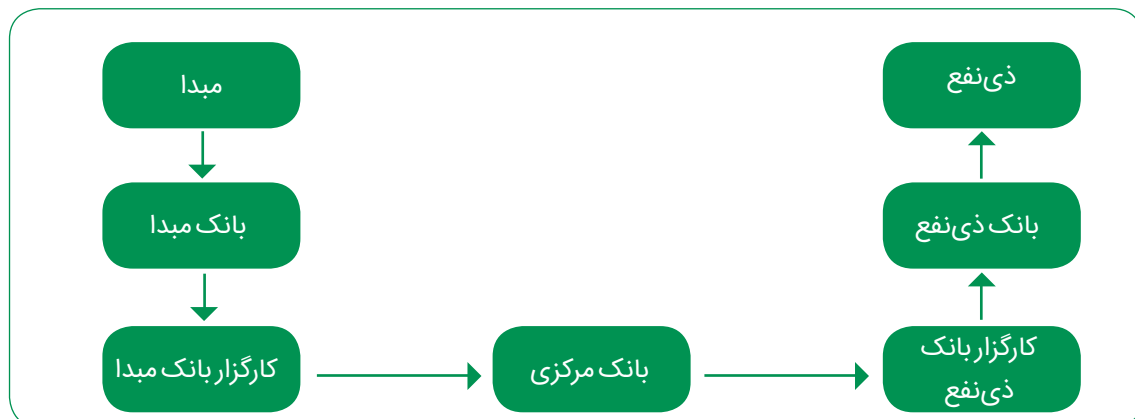 مبدا
بانک مبدا
کارگزار بانک مبدا
بانک مرکزی
کارگزار بانک
ذی‌نفع
بانک ذی‌نفع
ذی‌نفع